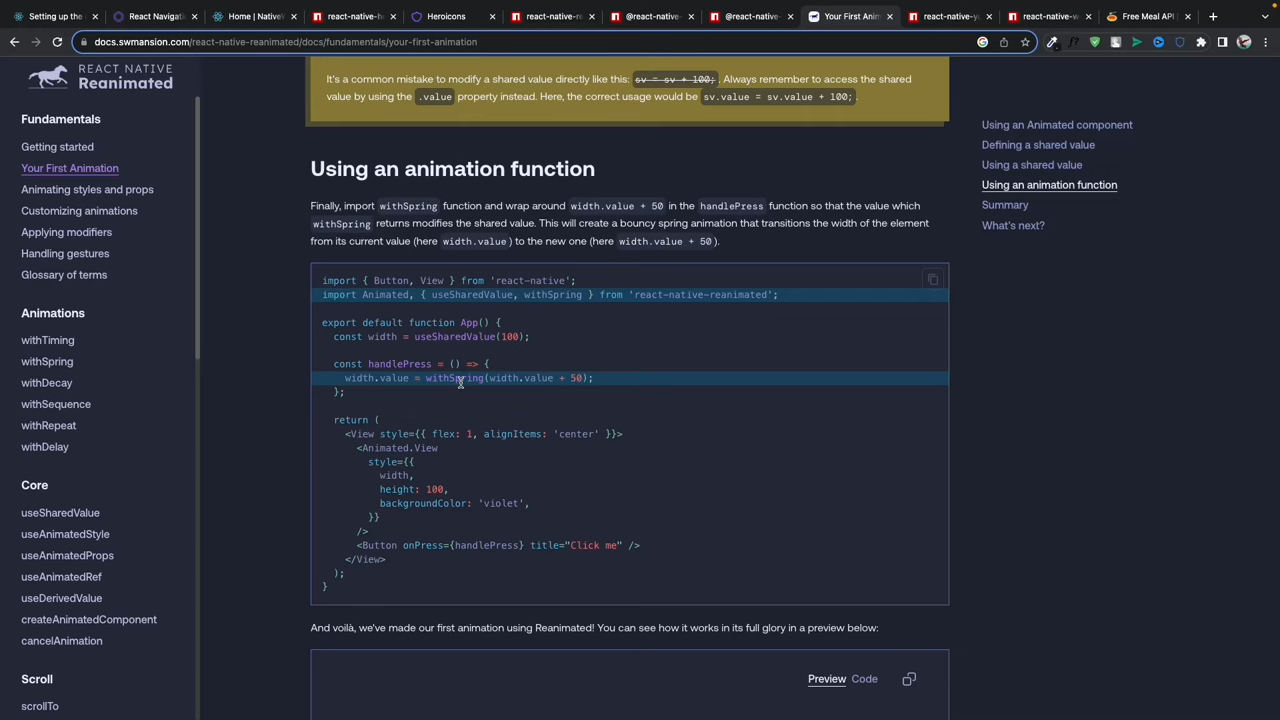 Setting up the
React Navig
Home | Native
react-native-h
Heroicons
react-native-re
@react-native
@react-native
Your First Anim
react-native-
react-native-
Free Meal API
docs.swmansion.com/react-native-reanimated/docs/fundamentals/your-first-animation
REACT NATIVE
Reanimated
Fundamentals
Getting started
Your First Animation
Animating styles and props
Customizing animations
Applying modifiers
Handling gestures
Glossary of terms
Animations
withTiming
withSpring
withDecay
withSequence
withRepeat
withDelay
Core
useSharedValue
useAnimatedStyle
useAnimatedProps
useAnimatedRef
useDerivedValue
createAnimatedComponent
cancelAnimation
Scroll
scrollTo
It's a common mistake to modify a shared value directly like this: sv = sv + 100; . Always remember to access the shared
value by using the .value property instead. Here, the correct usage would be sv.value = sv.value + 100; .
Using an animation function
Finally, import withSpring function and wrap around width.value + 50 in the handlePress function so that the value which
withSpring returns modifies the shared value. This will create a bouncy spring animation that transitions the width of the element
from its current value (here width.value ) to the new one (here width.value + 50 ).
import { Button, View } from 'react-native';
import Animated, { useSharedValue, withSpring } from 'react-native-reanimated';
export default function App() {
const width = useSharedValue(100);
const handlePress = () => {
width.value = withSpring(width.value + 50);
};
return (
<View style={{ flex: 1, alignItems: 'center' }}>
<Animated.View
style={{
width,
height: 100,
backgroundColor: 'violet',
}}
/>
<Button onPress={handlePress} title="Click me" />
</View>
);
}
And voilà, we've made our first animation using Reanimated! You can see how it works in its full glory in a preview below:
Preview Code
Using an Animated component
Defining a shared value
Using a shared value
Using an animation function
Summary
What's next?